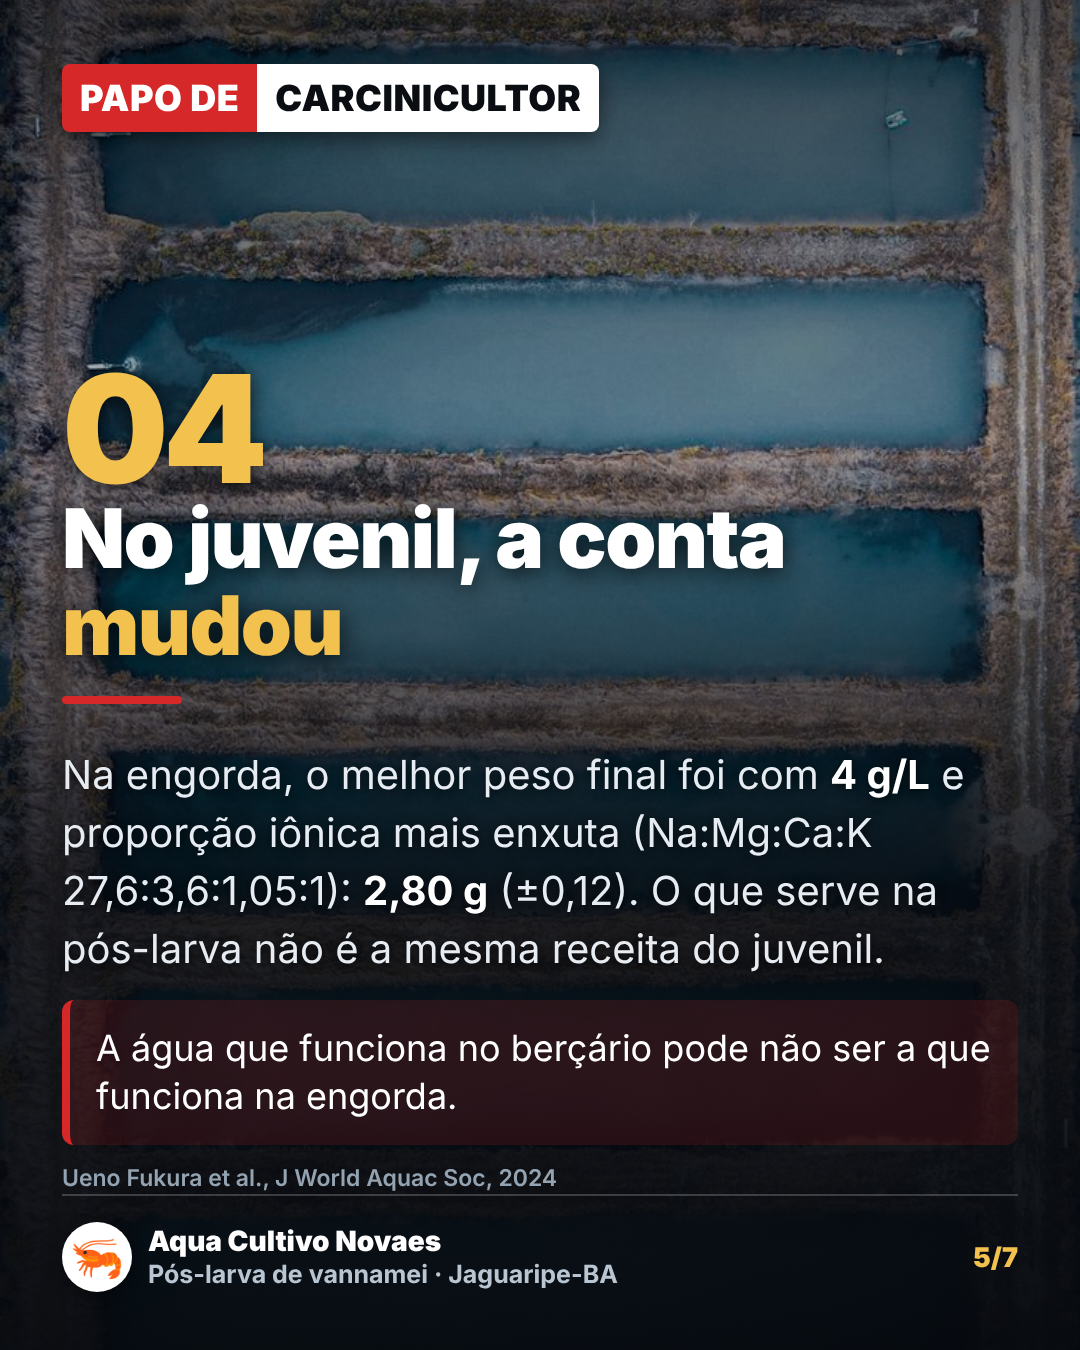 PAPO DE CARCINICULTOR
04
No juvenil, a conta
mudou
Na engorda, o melhor peso final foi com 4 g/L e
proporção iônica mais enxuta (Na:Mg:Ca:K
27,6:3,6:1,05:1): 2,80 g (±0,12). O que serve na
pós-larva não é a mesma receita do juvenil.
A água que funciona no berçário pode não ser a que
funciona na engorda.
Ueno Fukura et al., J World Aquac Soc, 2024
Aqua Cultivo Novaes
Pós-larva de vannamei · Jaguaripe-BA
5/7